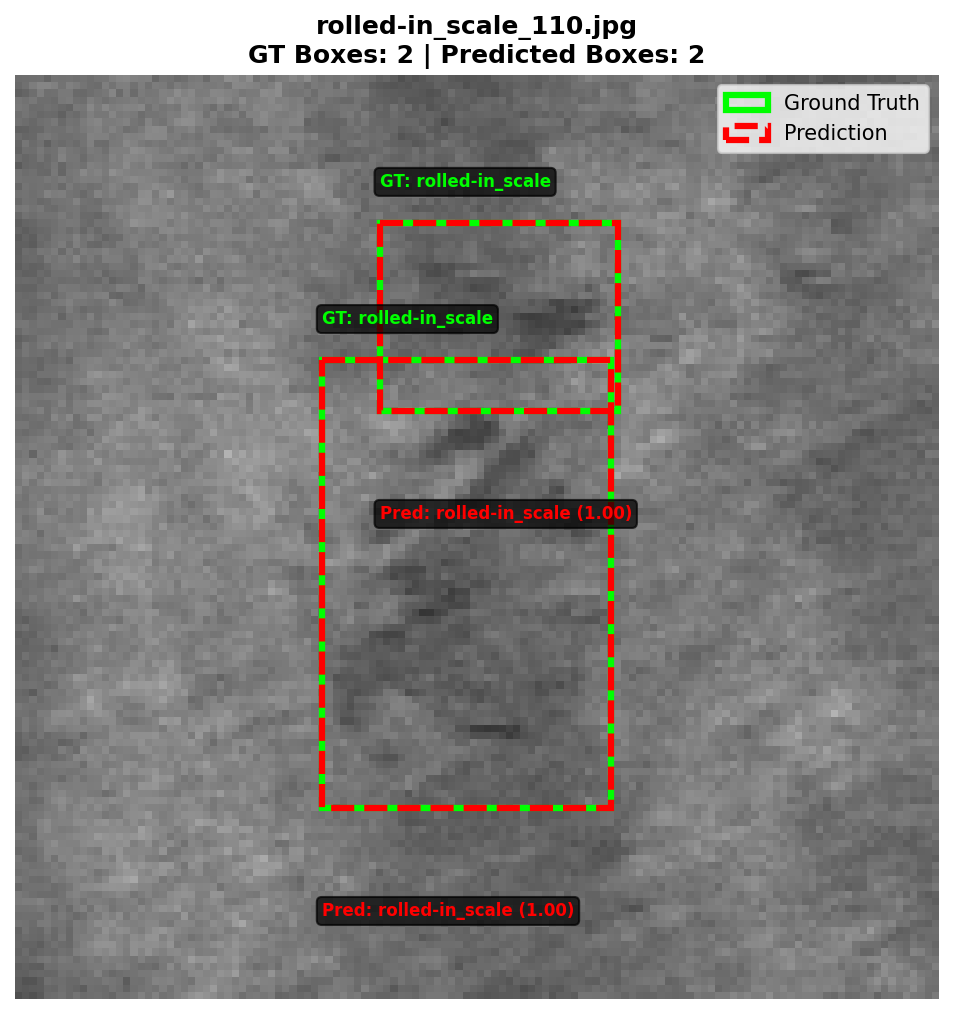 rolled-in_scale_110.jpg
GT Boxes: 2 | Predicted Boxes: 2
Ground Truth
Prediction
GT: rolled-in_scale
GT: rolled-in_scale
Pred: rolled-in_scale (1.00)
Pred: rolled-in_scale (1.00)